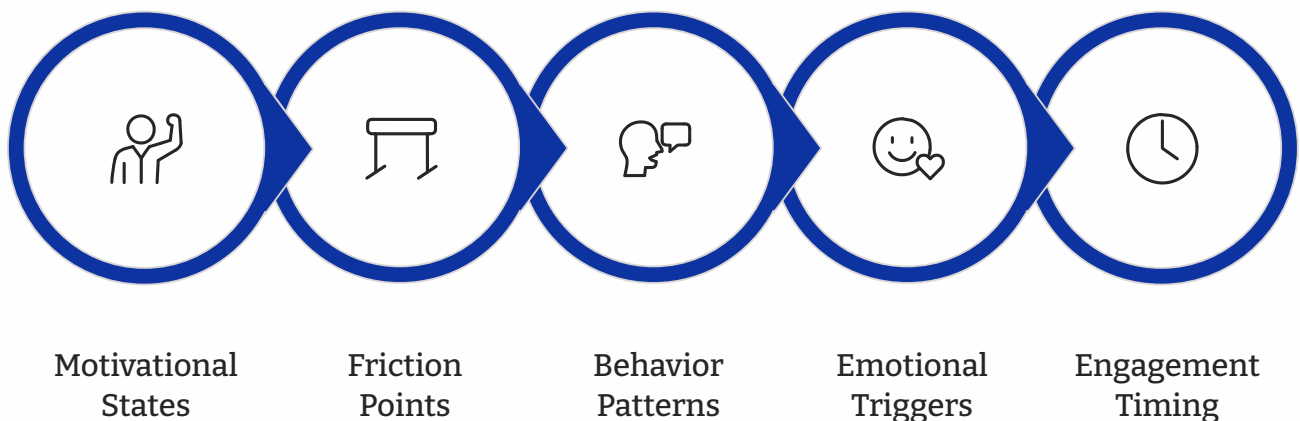 Motivational
States
Friction
Points
Behavior
Patterns
Emotional
Triggers
Engagement
Timing